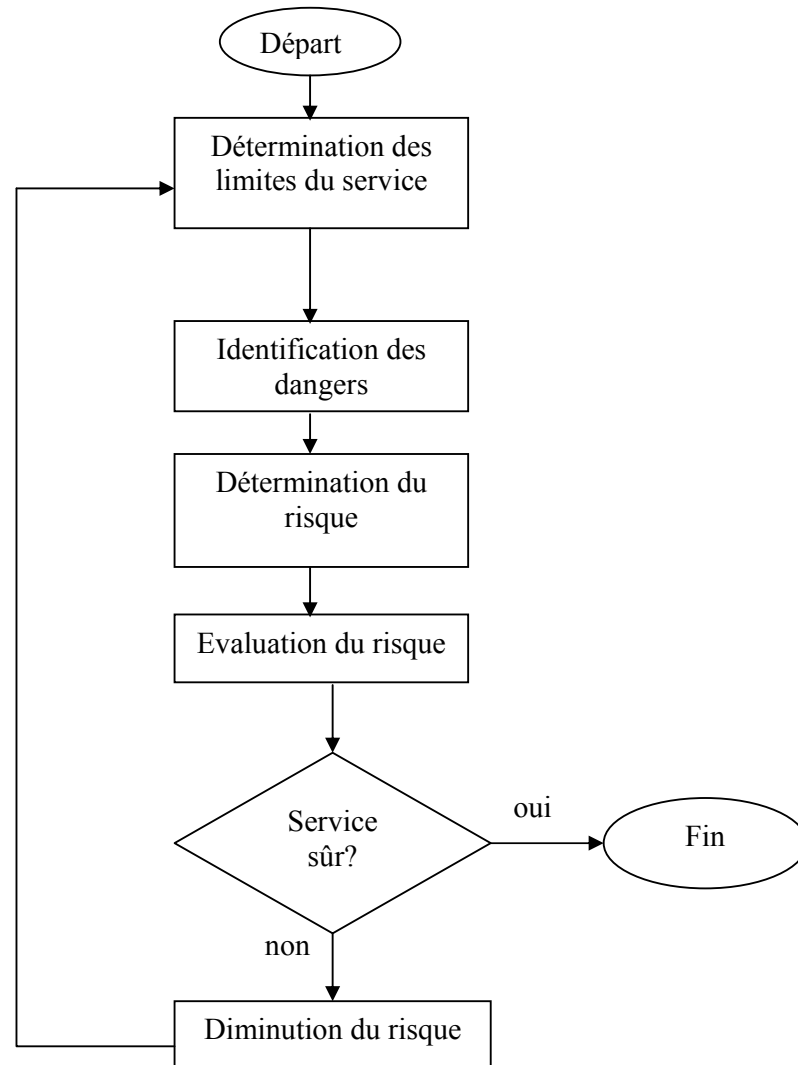 Départ
Détermination des
limites du service
Identification des
dangers
Détermination du
risque
Evaluation du risque
Service
sûr?
oui
Fin
non
Diminution du risque